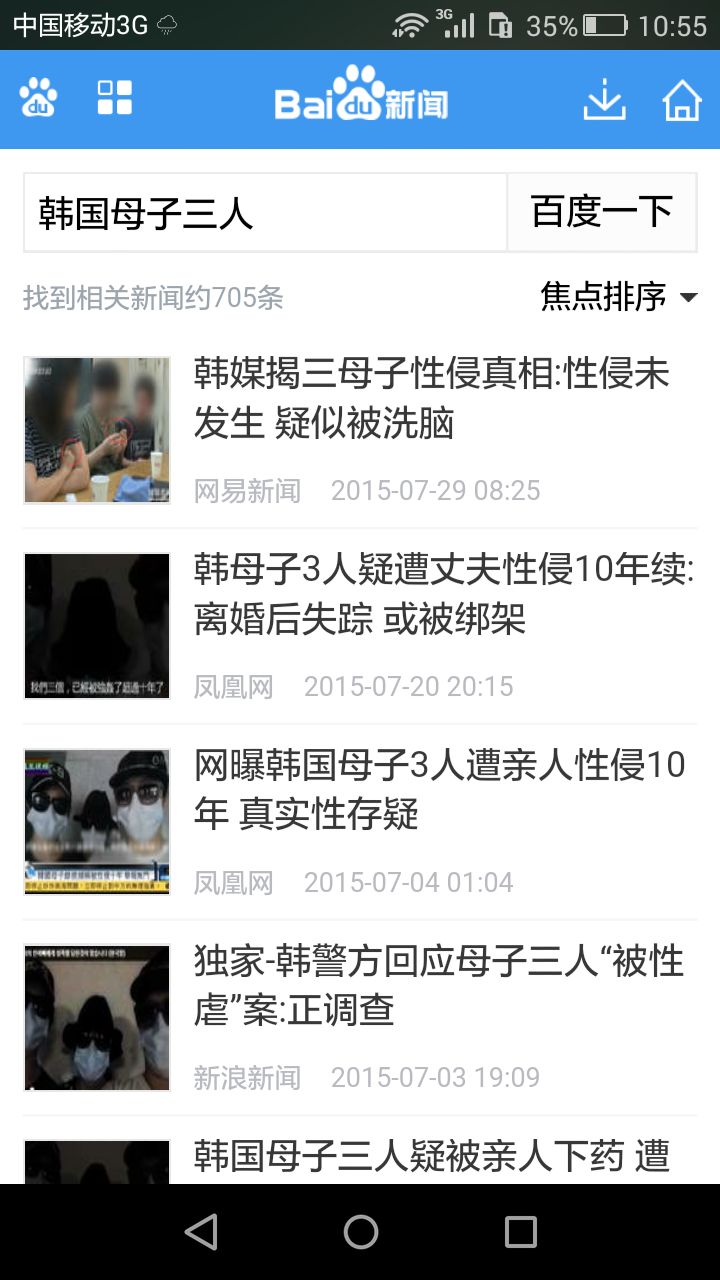 中国移动3G 3G 35% 10:55
Bai du 新闻
韩国母子三人 百度一下
找到相关新闻约705条 焦点排序
韩媒揭三母子性侵真相:性侵未
发生 疑似被洗脑
网易新闻 2015-07-29 08:25
韩母子3人疑遭丈夫性侵10年续:
离婚后失踪 或被绑架
我們三個，已經被強姦了超過十年了
凤凰网 2015-07-20 20:15
网曝韩国母子3人遭亲人性侵10
年 真实性存疑
凤凰网 2015-07-04 01:04
独家-韩警方回应母子三人“被性
虐”案:正调查
新浪新闻 2015-07-03 19:09
韩国母子三人疑被亲人下药 遭